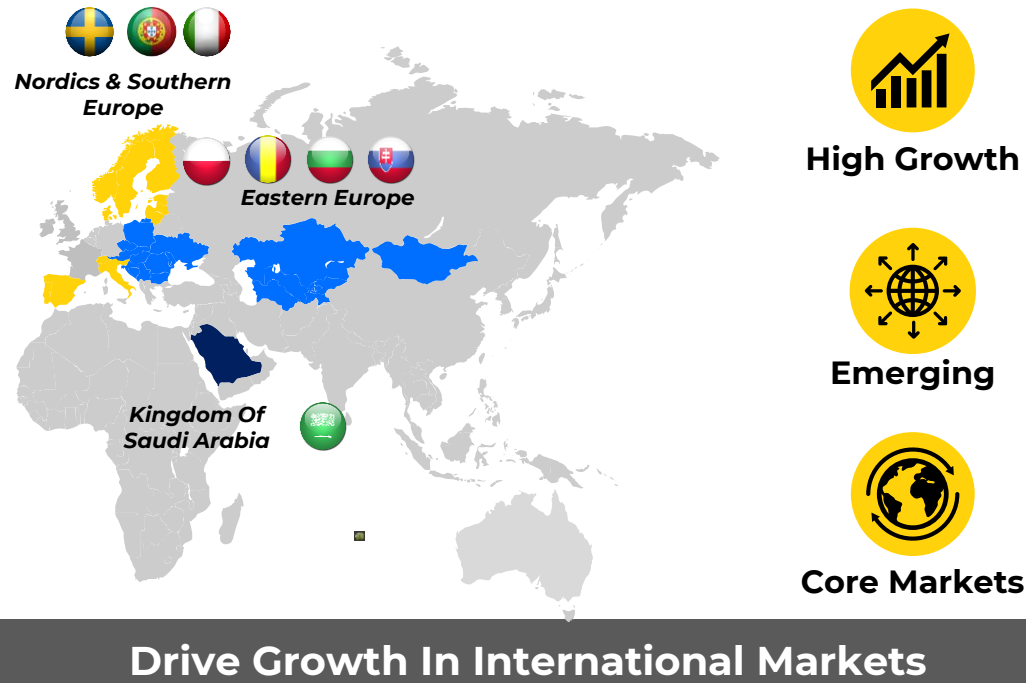 Nordics & Southern
Europe
Eastern Europe
Kingdom Of
Saudi Arabia
High Growth
Emerging
Core Markets
Drive Growth In International Markets